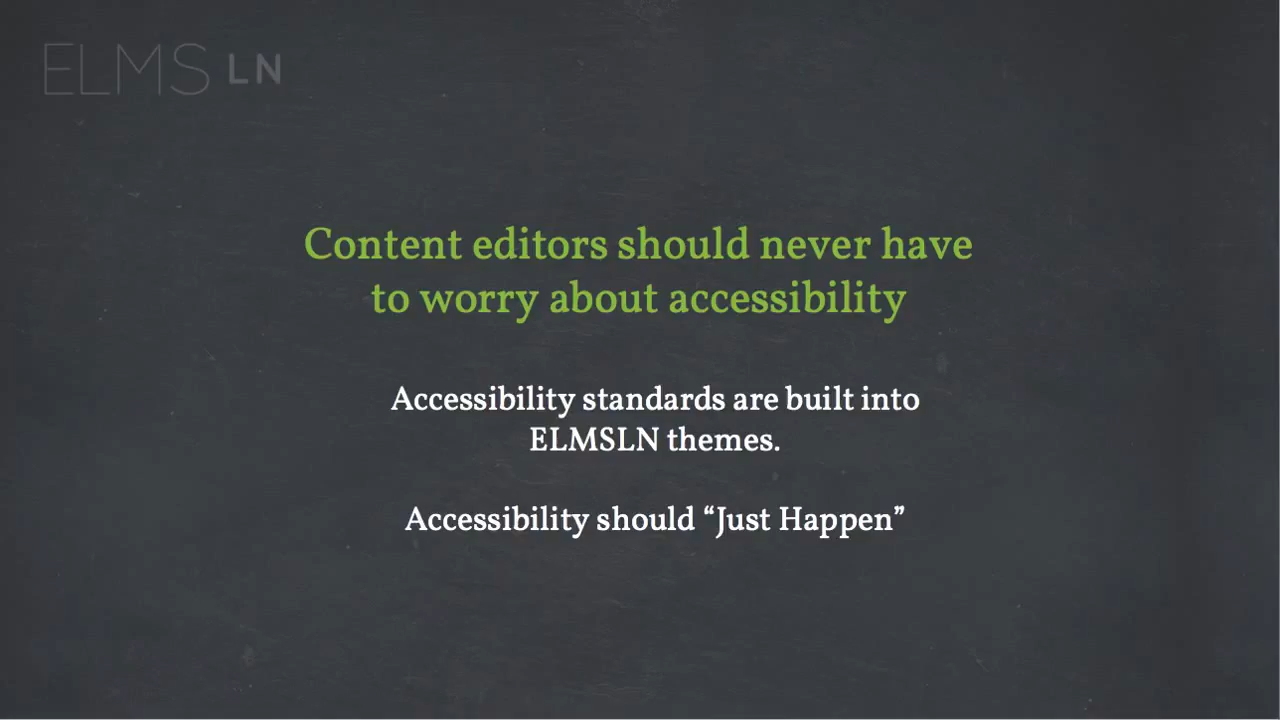 ELMS LN
Content editors should never have
to worry about accessibility
Accessibility standards are built into
ELMSLN themes.
Accessibility should “Just Happen”